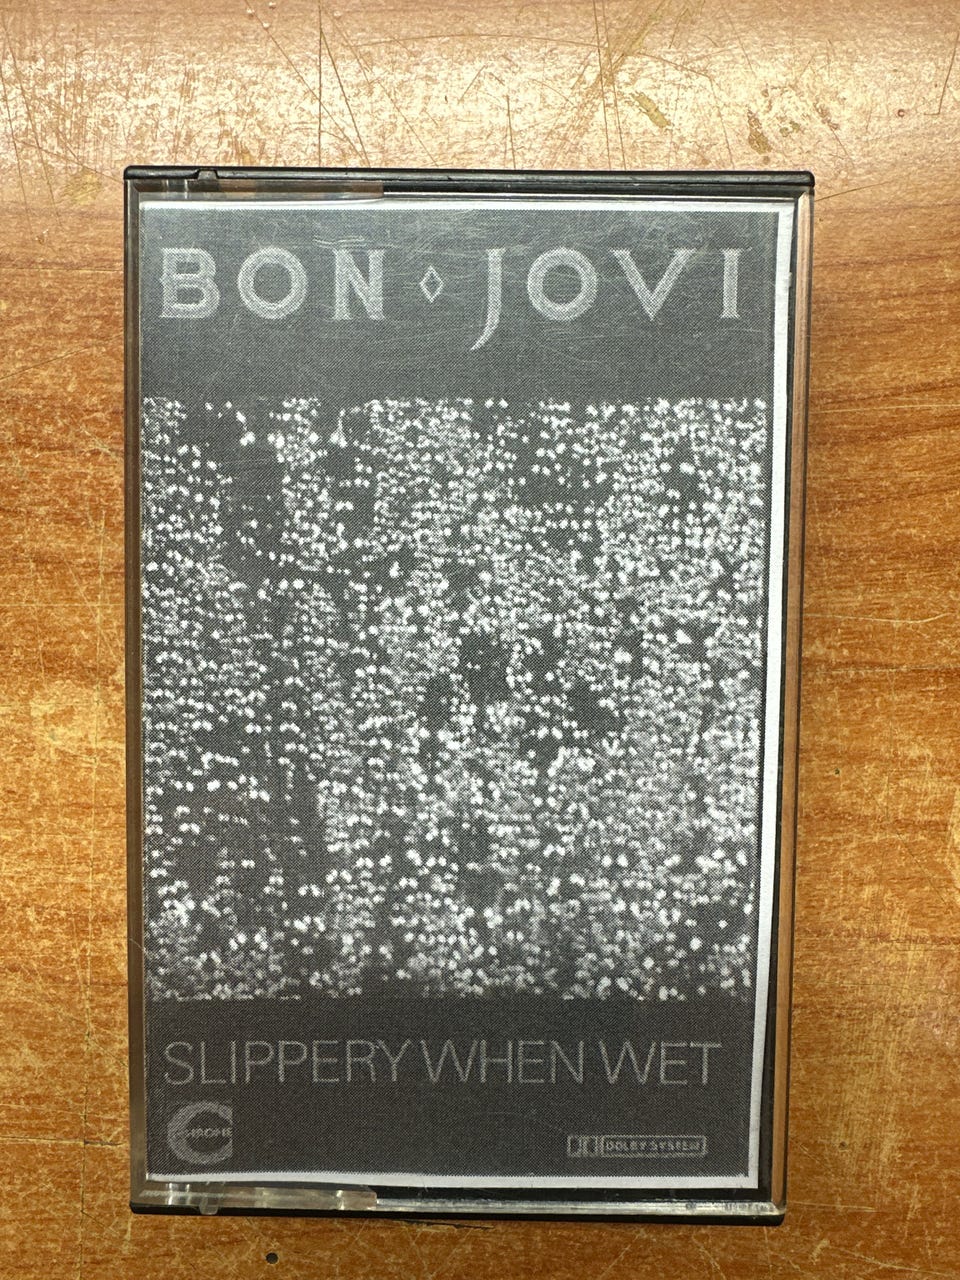 BON ◊ JOVI
SLIPPERY WHEN WET
CHROME
DOLBY SYSTEM